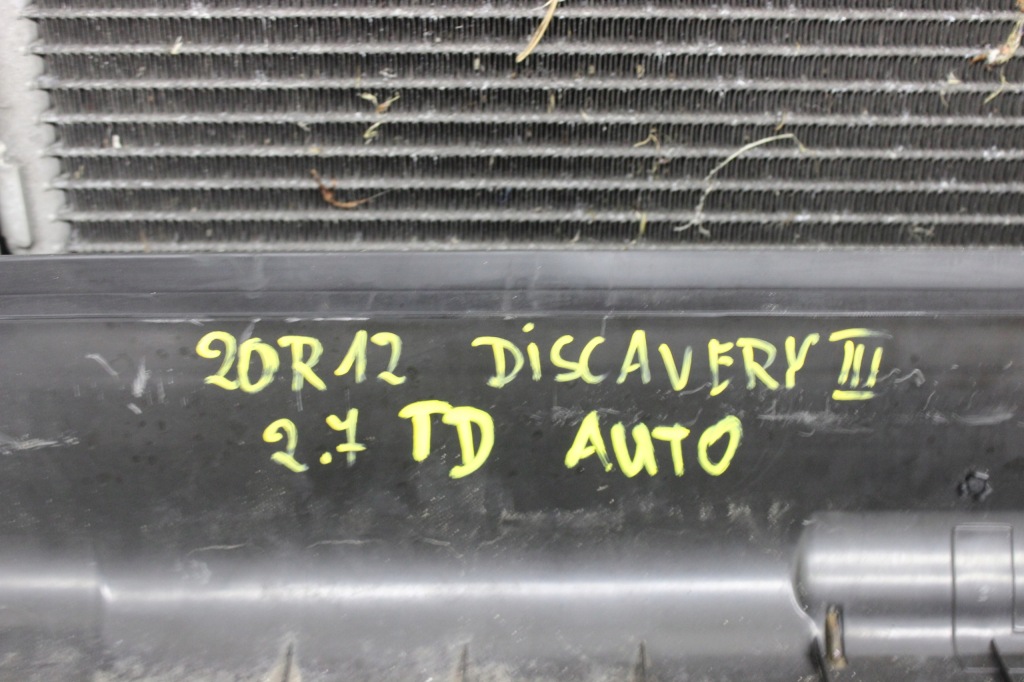 20R12 DiSCAVERY III
2.7 TD AUTO